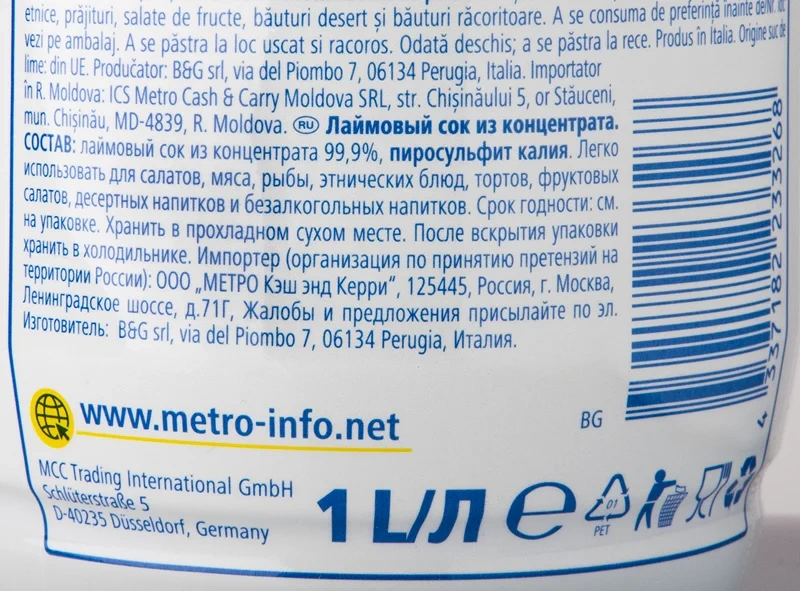 etnice, prăjituri, salate de fructe, băuturi desert și băuturi răcoritoare. A se consuma de preferință înainte de/Nr. lot:
vezi pe ambalaj. A se păstra la loc uscat si racoros. Odată deschis; a se păstra la rece. Produs in Italia. Origine suc de
lime: din UE. Producător: B&G srl, via del Piombo 7, 06134 Perugia, Italia. Importator
în R. Moldova: ICS Metro Cash & Carry Moldova SRL, str. Chișinăului 5, or Stăuceni,
mun. Chișinău, MD-4839, R. Moldova. RU Лаймовый сок из концентрата.
СОСТАВ: лаймовый сок из концентрата 99,9%, пиросульфит калия. Легко
использовать для салатов, мяса, рыбы, этнических блюд, тортов, фруктовых
салатов, десертных напитков и безалкогольных напитков. Срок годности: см.
на упаковке. Хранить в прохладном сухом месте. После вскрытия упаковки
хранить в холодильнике. Импортер (организация по принятию претензий на
территории России): ООО „МЕТРО Кэш энд Керри“, 125445, Россия, г. Москва,
Ленинградское шоссе, д.71Г, Жалобы и предложения присылайте по эл.
Изготовитель: B&G srl, via del Piombo 7, 06134 Perugia, Италия.
4 337182 233268
www.metro-info.net
BG
MCC Trading International GmbH
Schlüterstraße 5
D-40235 Düsseldorf, Germany
1 L/Л e
01
PET